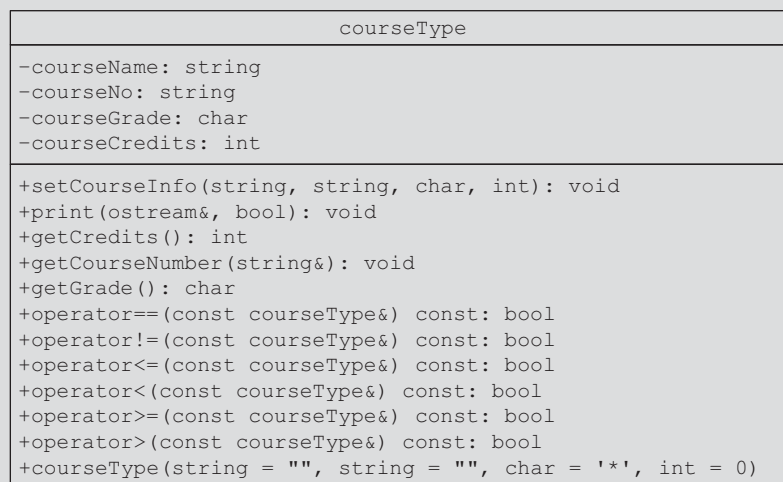 courseType
-courseName: string
-courseNo: string
-courseGrade: char
-courseCredits: int
+setCourseInfo(string, string, char, int): void
+print(ostream&, bool): void
+getCredits(): int
+getCourseNumber(string&): void
+getGrade(): char
+operator==(const courseType&) const: bool
+operator!=(const courseType&) const: bool
+operator<=(const courseType&) const: bool
+operator<(const courseType&) const: bool
+operator>=(const courseType&) const: bool
+operator>(const courseType&) const: bool
+courseType(string = "", string = "", char = '*', int = 0)